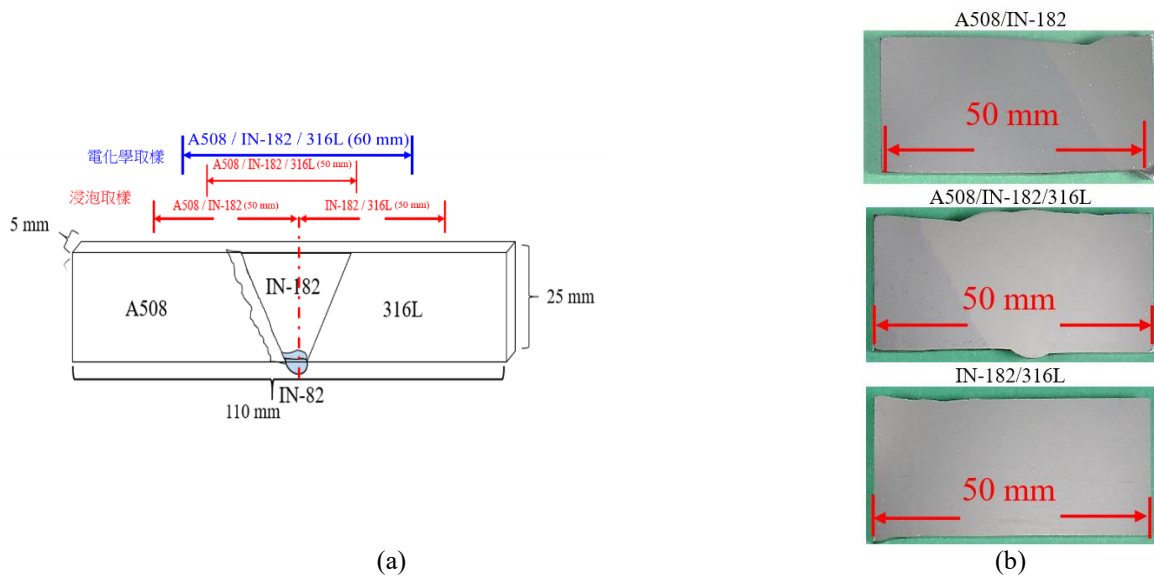 A508 / IN-182 / 316L (60 mm)
電化學取樣
A508 / IN-182 / 316L (50 mm)
浸泡取樣
A508 / IN-182 (50 mm)
IN-182 / 316L (50 mm)
5 mm
IN-182
A508
316L
25 mm
IN-82
110 mm
(a)
A508/IN-182
50 mm
A508/IN-182/316L
50 mm
IN-182/316L
50 mm
(b)